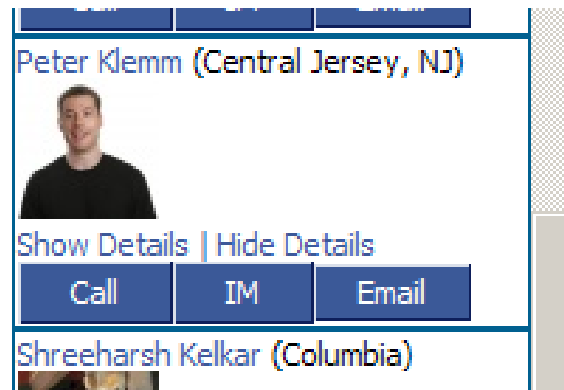 Peter Klemm (Central Jersey, NJ)
Show Details | Hide Details
Call IM Email
Shreeharsh Kelkar (Columbia)